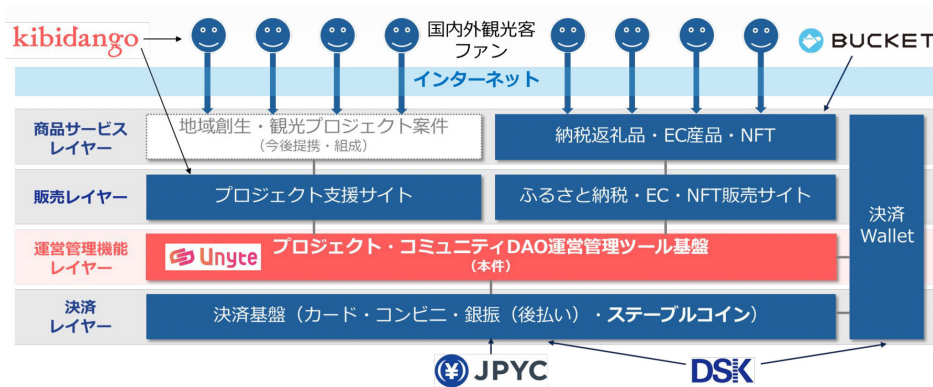 kibidango
国内外観光客
ファン
BUCKET
インターネット
商品サービス
レイヤー
地域創生・観光プロジェクト案件
（今後提携・組成）
納税返礼品・EC産品・NFT
販売レイヤー
プロジェクト支援サイト
ふるさと納税・EC・NFT販売サイト
決済
Wallet
運営管理機能
レイヤー
Unyte
プロジェクト・コミュニティDAO運営管理ツール基盤
（本件）
決済
レイヤー
決済基盤（カード・コンビニ・銀振（後払い）・ステーブルコイン）
JPYC
DSK